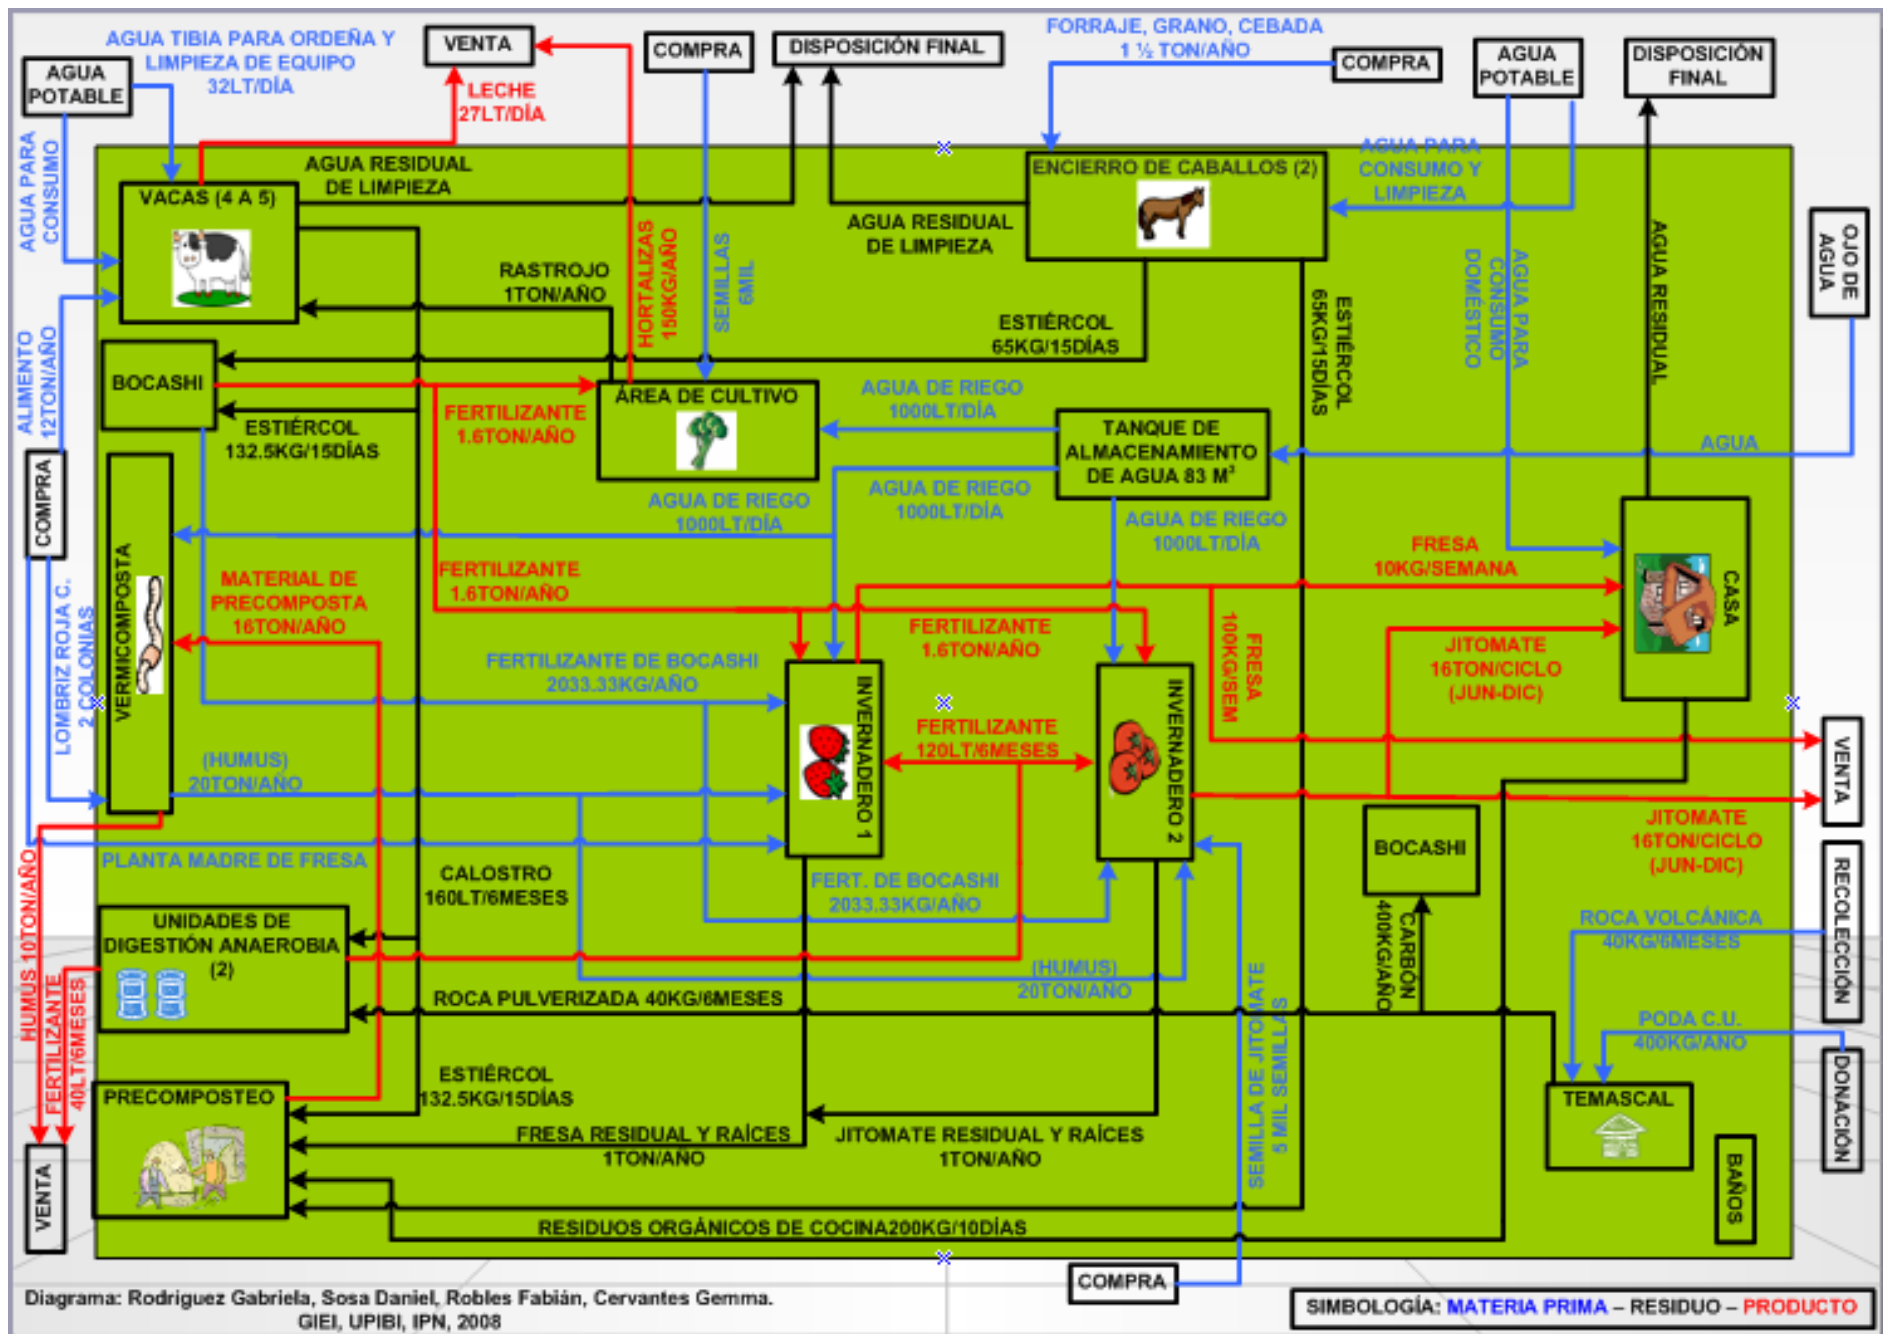 AGUA TIBIA PARA ORDEÑA Y
LIMPIEZA DE EQUIPO
32LT/DÍA
AGUA
POTABLE
VENTA
LECHE
27LT/DÍA
COMPRA
DISPOSICIÓN FINAL
FORRAJE, GRANO, CEBADA
1 ½ TON/AÑO
COMPRA
AGUA
POTABLE
DISPOSICIÓN
FINAL
AGUA PARA
CONSUMO
VACAS (4 A 5)
AGUA RESIDUAL
DE LIMPIEZA
HORTALIZAS
150KG/AÑO
SEMILLAS
6MIL
AGUA RESIDUAL
DE LIMPIEZA
ENCIERRO DE CABALLOS (2)
AGUA PARA
CONSUMO Y
LIMPIEZA
AGUA PARA
CONSUMO
DOMÉSTICO
AGUA RESIDUAL
OJO DE
AGUA
RASTROJO
1TON/AÑO
ESTIÉRCOL
65KG/15DÍAS
ESTIÉRCOL
65KG/15DÍAS
ALIMENTO
12TON/AÑO
BOCASHI
ESTIÉRCOL
132.5KG/15DÍAS
FERTILIZANTE
1.6TON/AÑO
ÁREA DE CULTIVO
AGUA DE RIEGO
1000LT/DÍA
TANQUE DE
ALMACENAMIENTO
DE AGUA 83 M³
AGUA
COMPRA
VERMICOMPOSTA
AGUA DE RIEGO
1000LT/DÍA
AGUA DE RIEGO
1000LT/DÍA
AGUA DE RIEGO
1000LT/DÍA
LOMBRIZ ROJA C.
2 COLONIAS
MATERIAL DE
PRECOMPOSTA
16TON/AÑO
FERTILIZANTE
1.6TON/AÑO
FERTILIZANTE
1.6TON/AÑO
FRESA
10KG/SEMANA
CASA
FERTILIZANTE DE BOCASHI
2033.33KG/AÑO
INVERNADERO 1
INVERNADERO 2
FRESA
100KG/SEM
JITOMATE
16TON/CICLO
(JUN-DIC)
FERTILIZANTE
120LT/6MESES
(HUMUS)
20TON/AÑO
VENTA
JITOMATE
16TON/CICLO
(JUN-DIC)
BOCASHI
PLANTA MADRE DE FRESA
CALOSTRO
160LT/6MESES
FERT. DE BOCASHI
2033.33KG/AÑO
HUMUS 10TON/AÑO
FERTILIZANTE
40LT/6MESES
UNIDADES DE
DIGESTIÓN ANAEROBIA
(2)
(HUMUS)
20TON/AÑO
CARBÓN
400KG/AÑO
ROCA VOLCÁNICA
40KG/6MESES
RECOLECCIÓN
ROCA PULVERIZADA 40KG/6MESES
SEMILLA DE JITOMATE
5 MIL SEMILLAS
PODA C.U.
400KG/AÑO
DONACIÓN
PRECOMPOSTEO
ESTIÉRCOL
132.5KG/15DÍAS
TEMASCAL
FRESA RESIDUAL Y RAÍCES
1TON/AÑO
JITOMATE RESIDUAL Y RAÍCES
1TON/AÑO
BAÑOS
VENTA
RESIDUOS ORGÁNICOS DE COCINA200KG/10DÍAS
COMPRA
Diagrama: Rodriguez Gabriela, Sosa Daniel, Robles Fabián, Cervantes Gemma.
GIEI, UPIBI, IPN, 2008
SIMBOLOGÍA: MATERIA PRIMA – RESIDUO – PRODUCTO